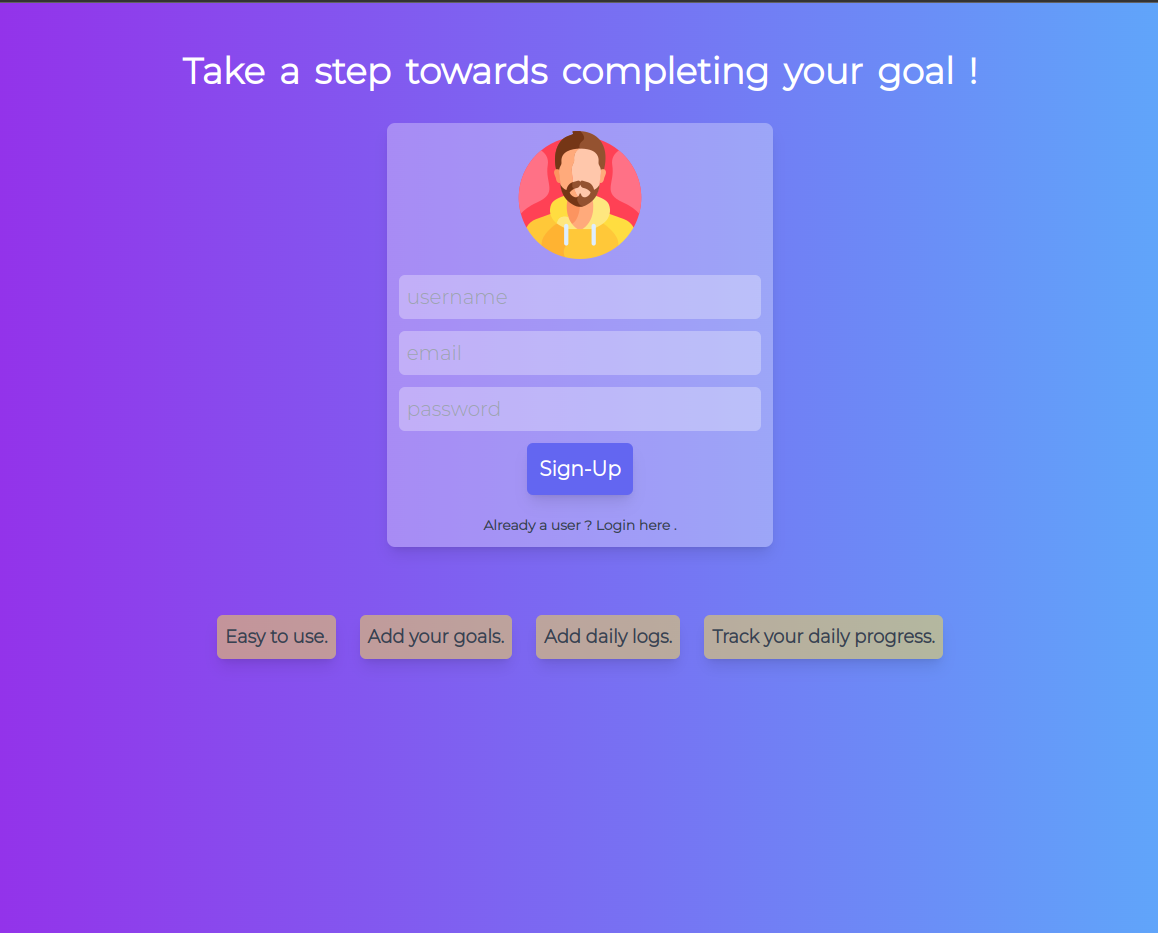 Take a step towards completing your goal !
username
email
password
Sign-Up
Already a user ? Login here .
Easy to use. Add your goals. Add daily logs. Track your daily progress.